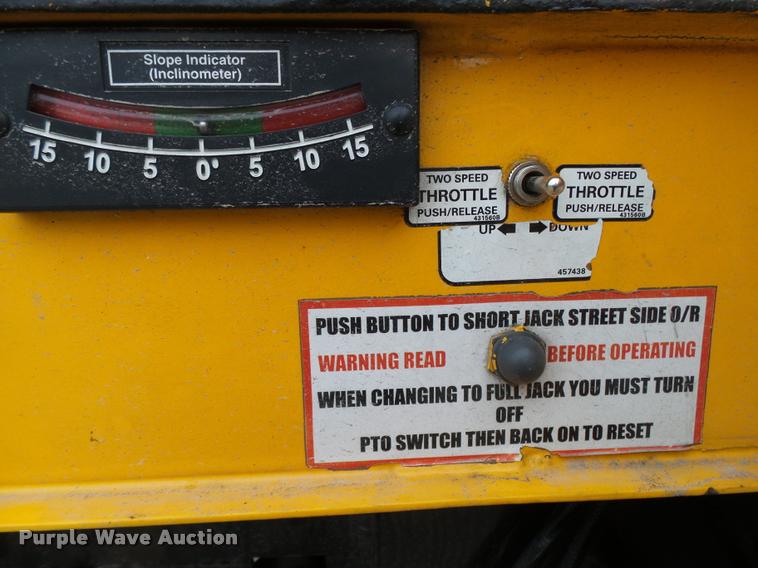 Slope Indicator
(Inclinometer)
15 10 5 0° 5 10 15
TWO SPEED
THROTTLE
PUSH/RELEASE
431560B
TWO SPEED
THROTTLE
PUSH/RELEASE
431560B
UP DOWN
457438
PUSH BUTTON TO SHORT JACK STREET SIDE O/R
WARNING READ BEFORE OPERATING
WHEN CHANGING TO FULL JACK YOU MUST TURN
OFF
PTO SWITCH THEN BACK ON TO RESET
Purple Wave Auction